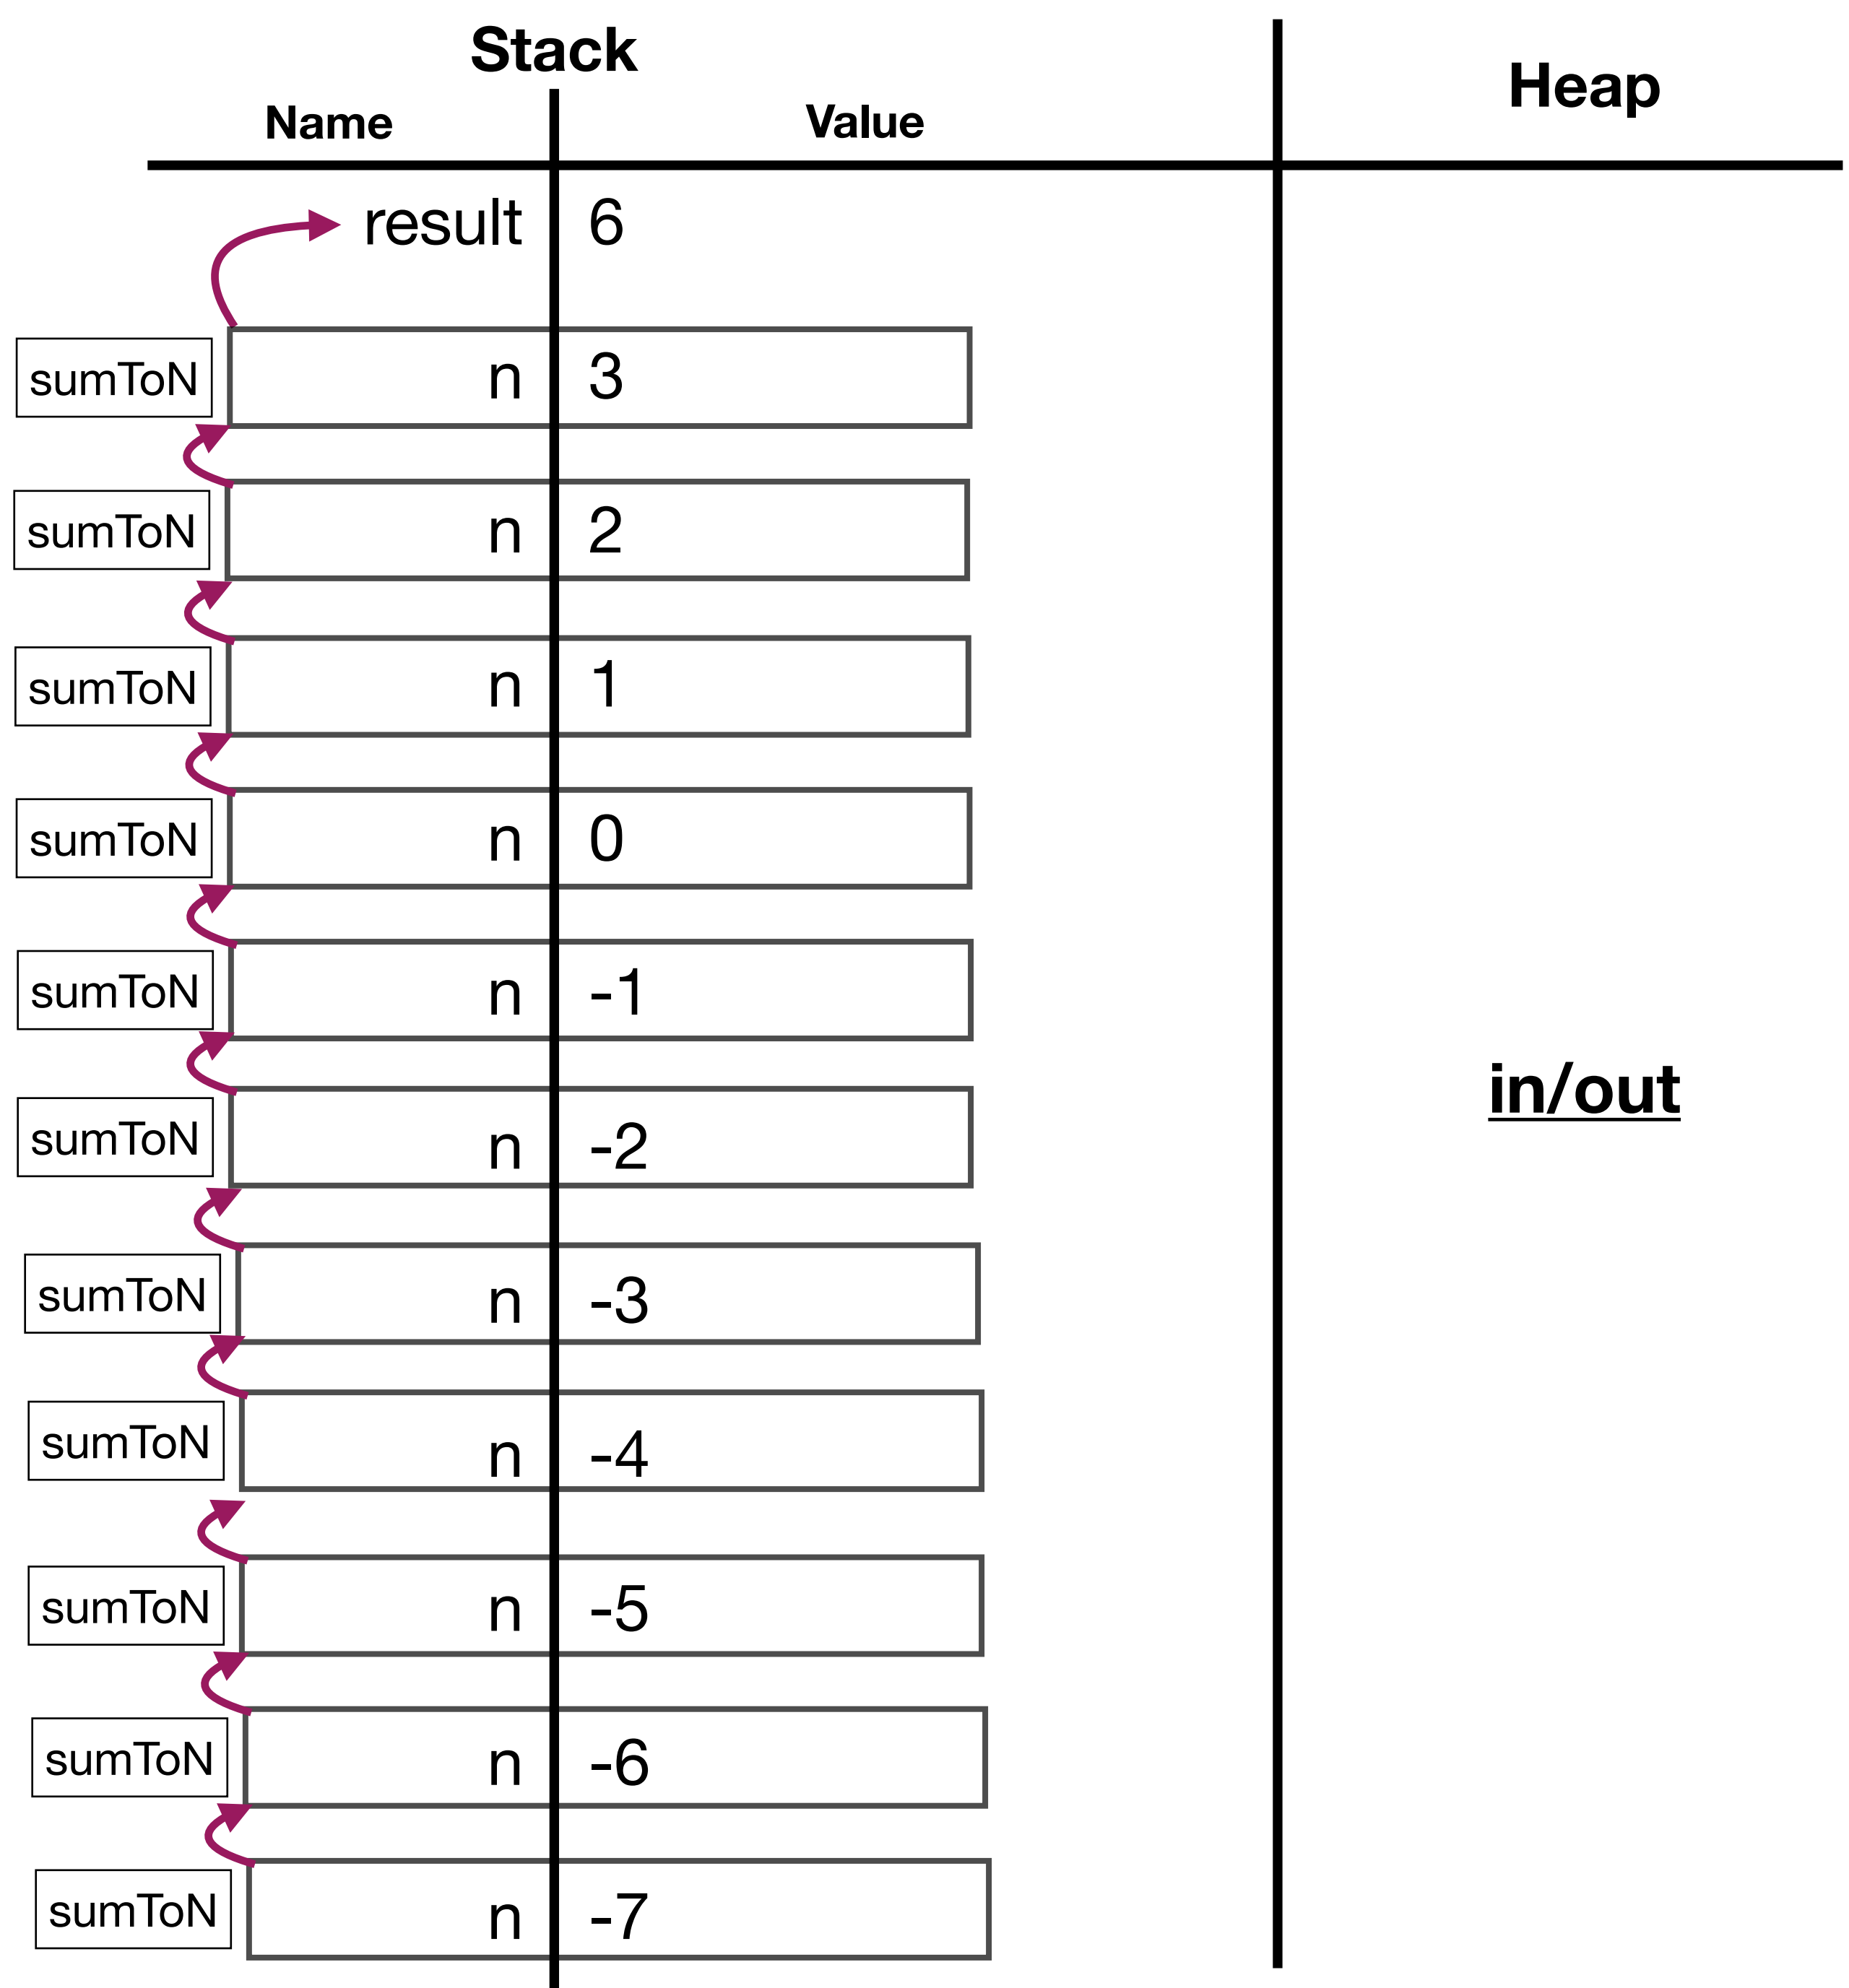 Stack
Heap
Name Value
result 6
sumToN n 3
sumToN n 2
sumToN n 1
sumToN n 0
sumToN n -1
sumToN n -2
in/out
sumToN n -3
sumToN n -4
sumToN n -5
sumToN n -6
sumToN n -7